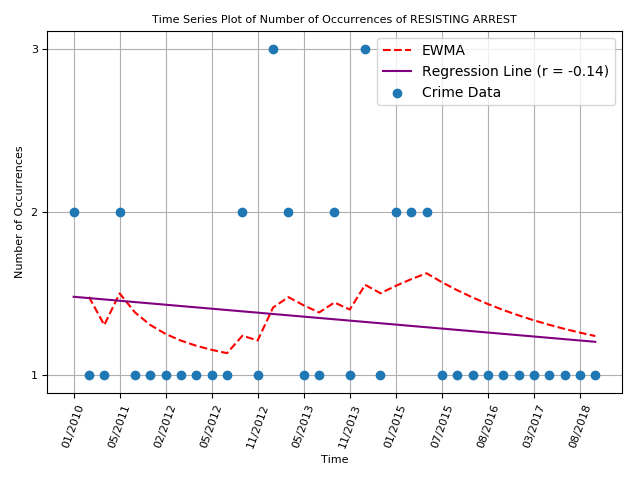 Time Series Plot of Number of Occurrences of RESISTING ARREST
EWMA
Regression Line (r = -0.14)
Crime Data
Number of Occurrences
3
2
1
01/2010
05/2011
02/2012
05/2012
11/2012
05/2013
11/2013
01/2015
07/2015
08/2016
03/2017
08/2018
Time